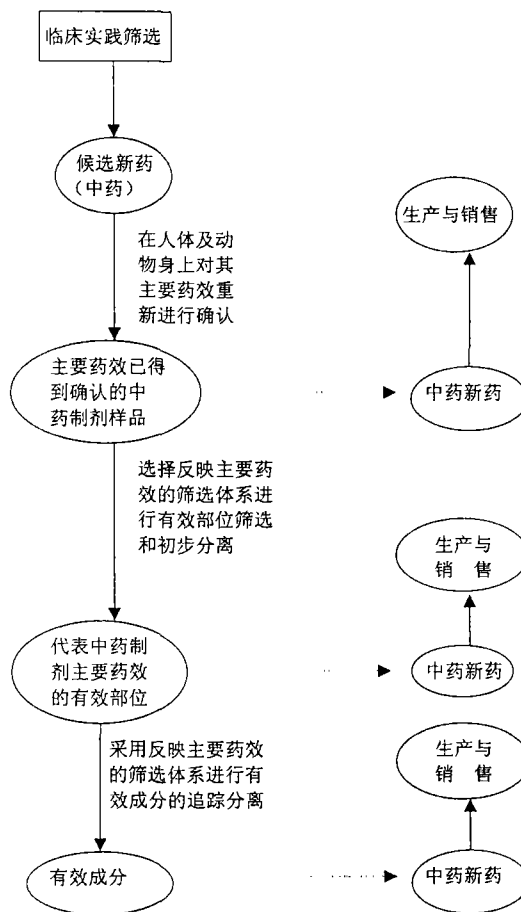 临床实践筛选
候选新药
（中药）
在人体及动
物身上对其
主要药效重
新进行确认
生产与销售
主要药效已得
到确认的中
药制剂样品
中药新药
选择反映主要药
效的筛选体系进
行有效部位筛选
和初步分离
生产与
销 售
代表中药制
剂主要药效
的有效部位
中药新药
采用反映主要药效
的筛选体系进行有
效成分的追踪分离
生产与
销 售
有效成分
中药新药